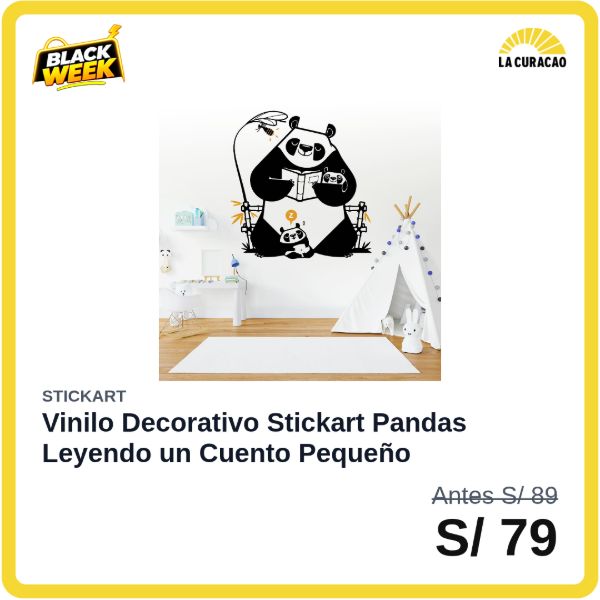 BLACK
WEEK
LA CURACAO
Z
STICKART
Vinilo Decorativo Stickart Pandas
Leyendo un Cuento Pequeño
Antes S/ 89
S/ 79